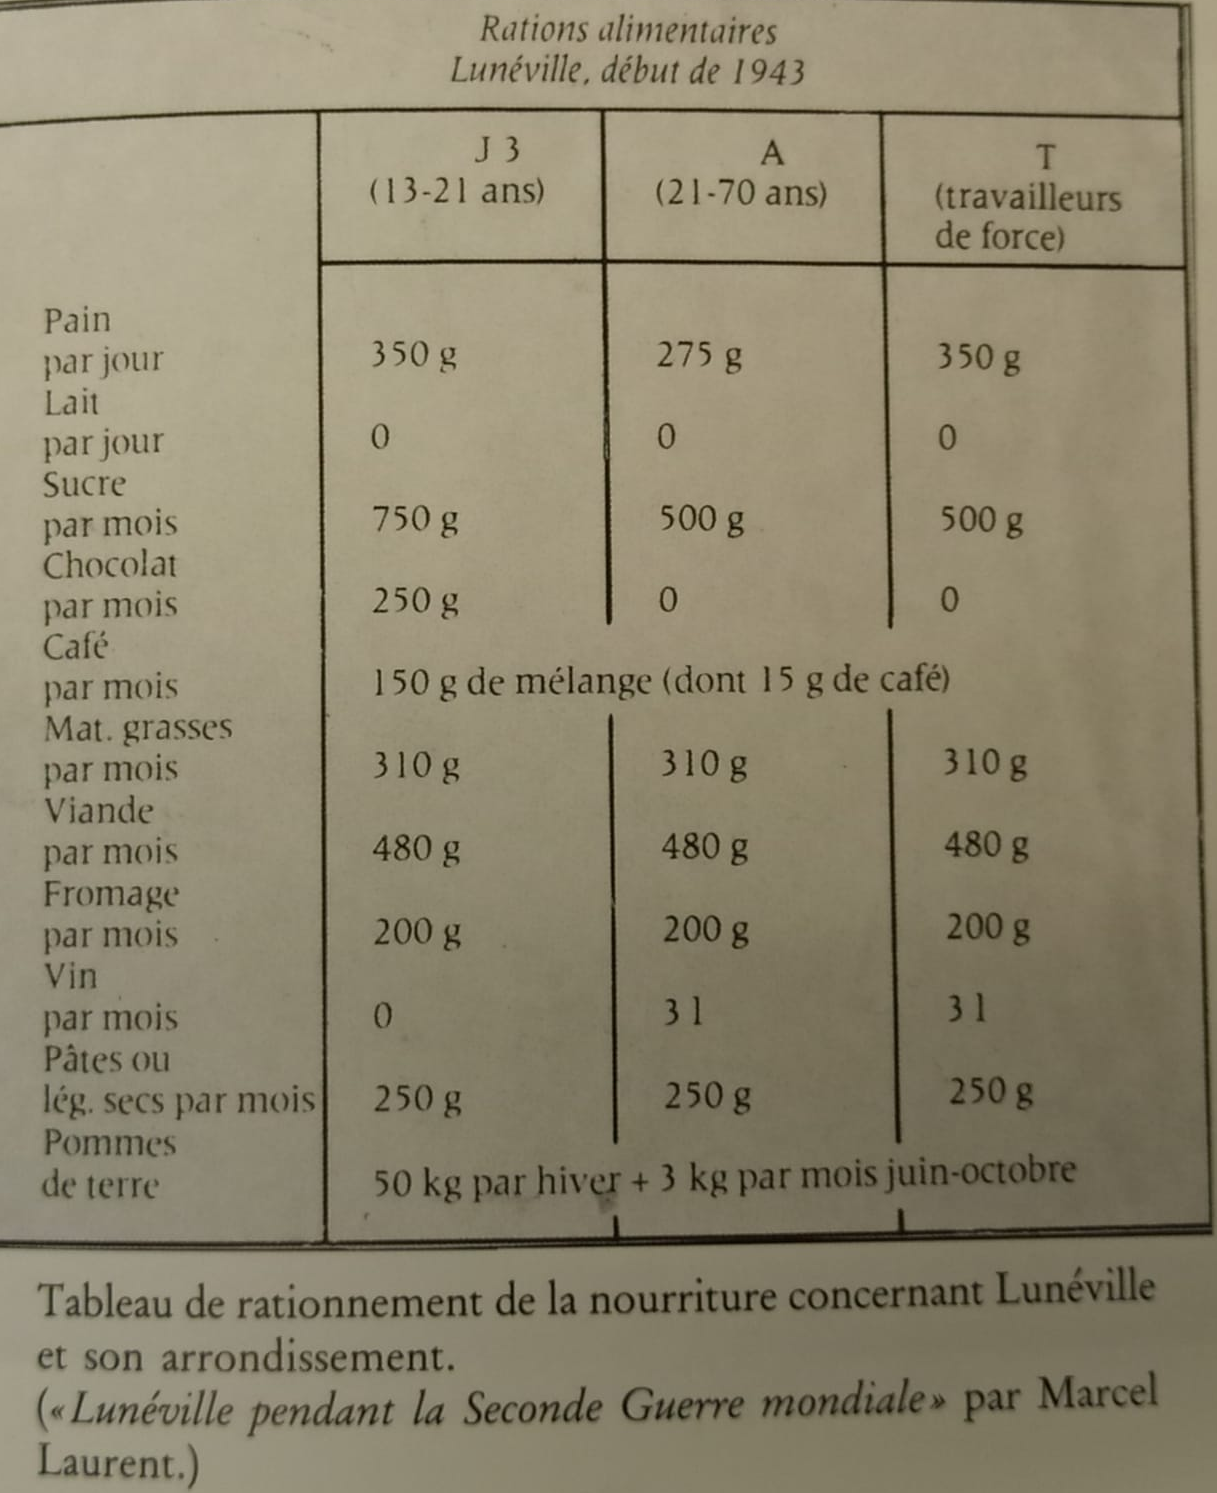 Rations alimentaires
Lunéville, début de 1943
J 3 A T
(13-21 ans) (21-70 ans) (travailleurs
de force)
Pain
par jour 350 g 275 g 350 g
Lait
par jour 0 0 0
Sucre
par mois 750 g 500 g 500 g
Chocolat
par mois 250 g 0 0
Café
par mois 150 g de mélange (dont 15 g de café)
Mat. grasses
par mois 310 g 310 g 310 g
Viande
par mois 480 g 480 g 480 g
Fromage
par mois 200 g 200 g 200 g
Vin
par mois 0 3 l 3 l
Pâtes ou
lég. secs par mois 250 g 250 g 250 g
Pommes
de terre 50 kg par hiver + 3 kg par mois juin-octobre
Tableau de rationnement de la nourriture concernant Lunéville
et son arrondissement.
(«Lunéville pendant la Seconde Guerre mondiale» par Marcel
Laurent.)